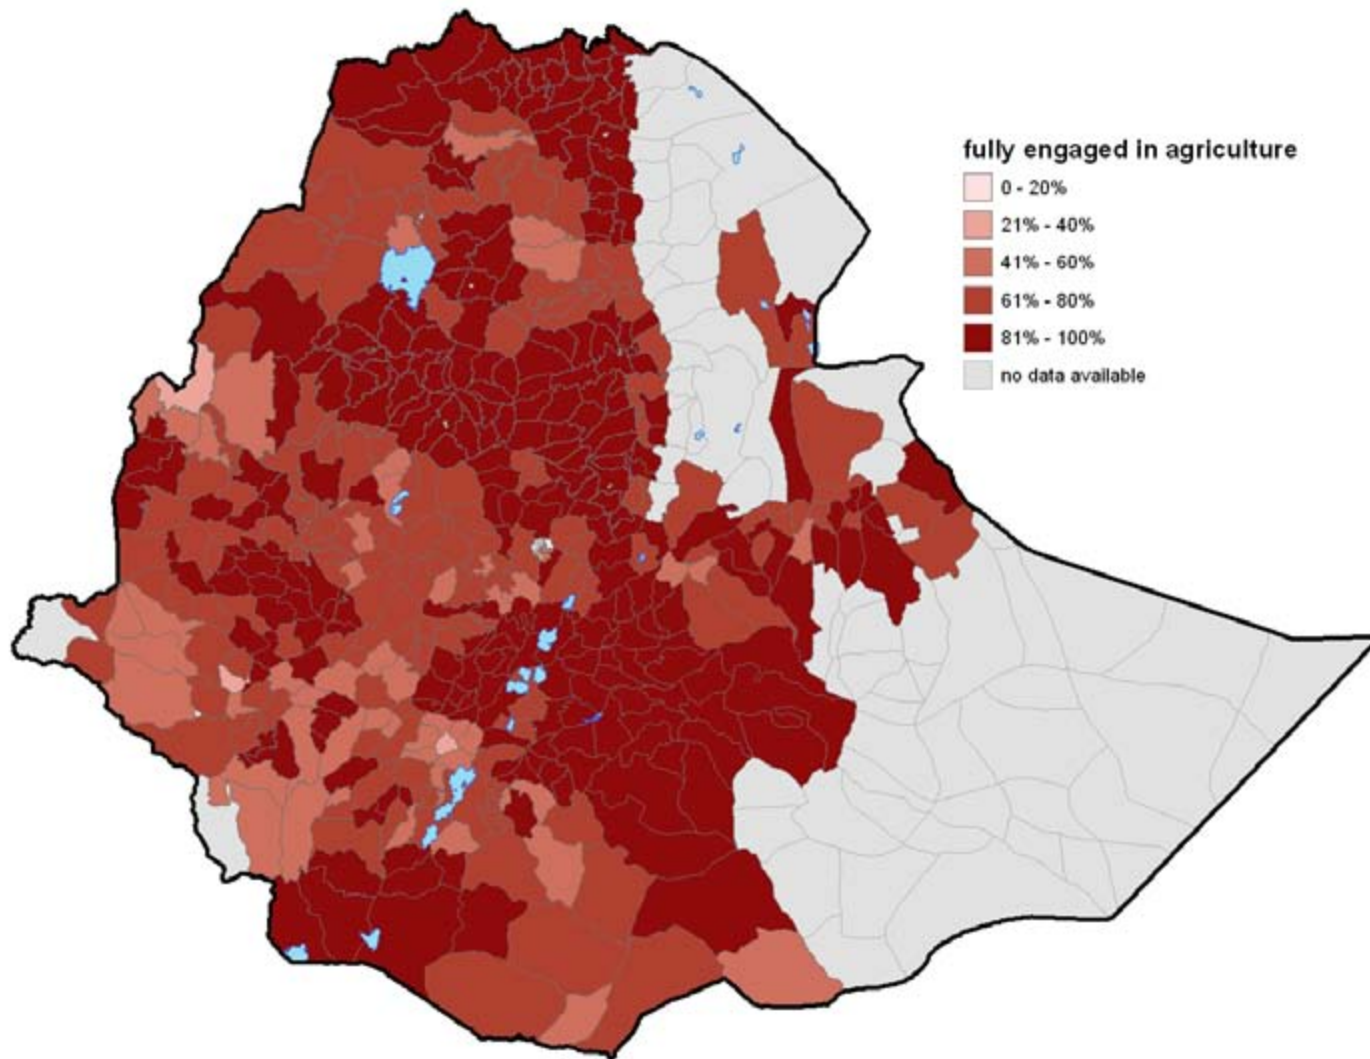 fully engaged in agriculture
0 - 20%
21% - 40%
41% - 60%
61% - 80%
81% - 100%
no data available